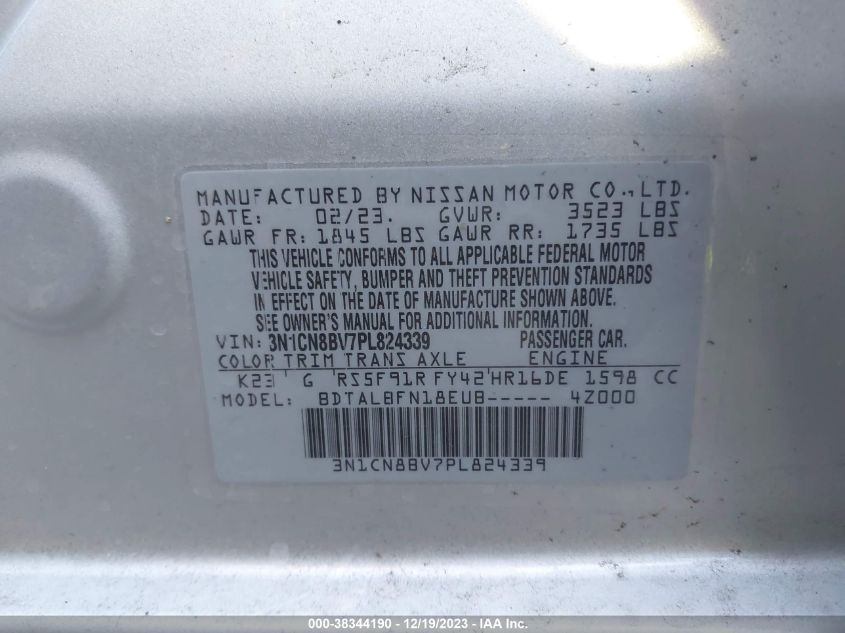 MANUFACTURED BY NISSAN MOTOR CO., LTD.
DATE: 02/23. GVWR: 3523 LBS
GAWR FR: 1845 LBS GAWR RR: 1735 LBS
THIS VEHICLE CONFORMS TO ALL APPLICABLE FEDERAL MOTOR
VEHICLE SAFETY, BUMPER AND THEFT PREVENTION STANDARDS
IN EFFECT ON THE DATE OF MANUFACTURE SHOWN ABOVE.
SEE OWNER'S MANUAL FOR ADDITIONAL INFORMATION.
VIN: 3N1CN8BV7PL824339 PASSENGER CAR.
COLOR TRIM TRANS AXLE ENGINE
K23 G RS5F91R FY42 HR16DE 1598 CC
MODEL: BDTALBFN18EUB----- 4Z000
3N1CN8BV7PL824339
000-38344190 - 12/19/2023 - IAA Inc.